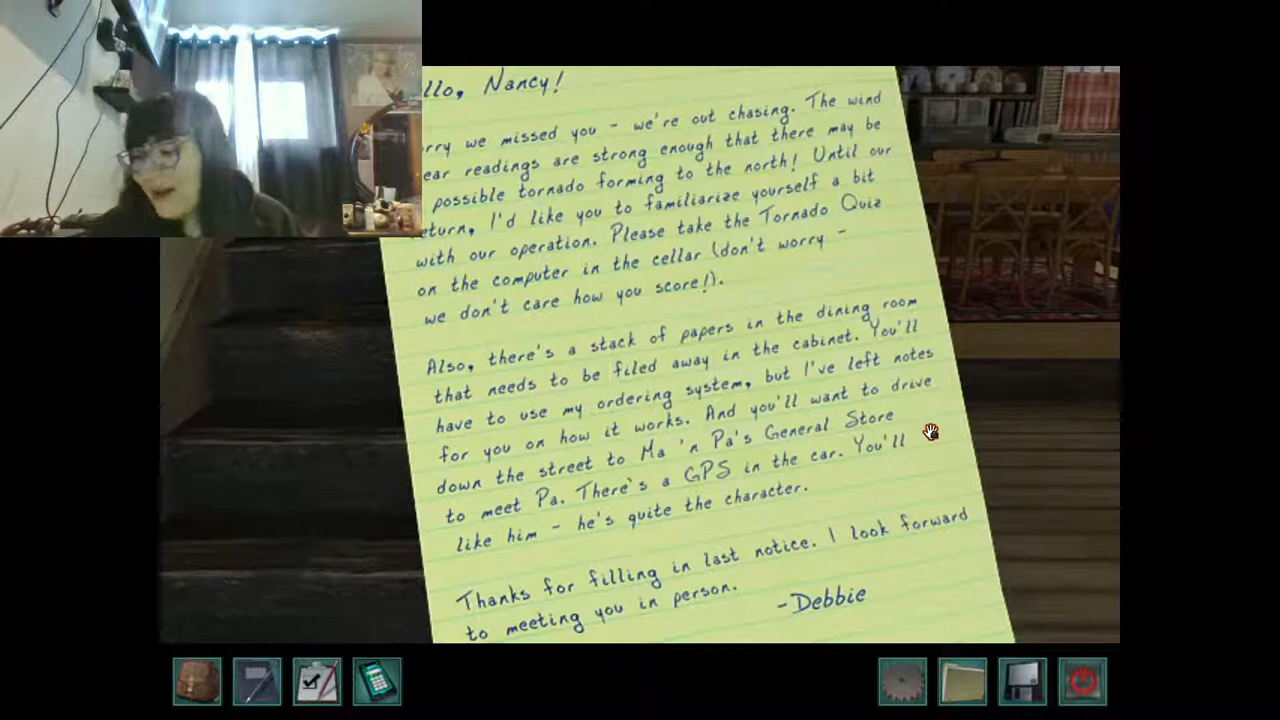 llo, Nancy!
rry we missed you - we're out chasing. The wind
ear readings are strong enough that there may be
possible tornado forming to the north! Until our
eturn, I'd like you to familiarize yourself a bit
with our operation. Please take the Tornado Quiz
on the computer in the cellar (don't worry -
we don't care how you score!).
Also, there's a stack of papers in the dining room
that needs to be filed away in the cabinet. You'll
have to use my ordering system, but I've left notes
for you on how it works. And you'll want to drive
down the street to Ma 'n Pa's General Store
to meet Pa. There's a GPS in the car. You'll
like him - he's quite the character.
Thanks for filling in last notice. I look forward
to meeting you in person.
-Debbie